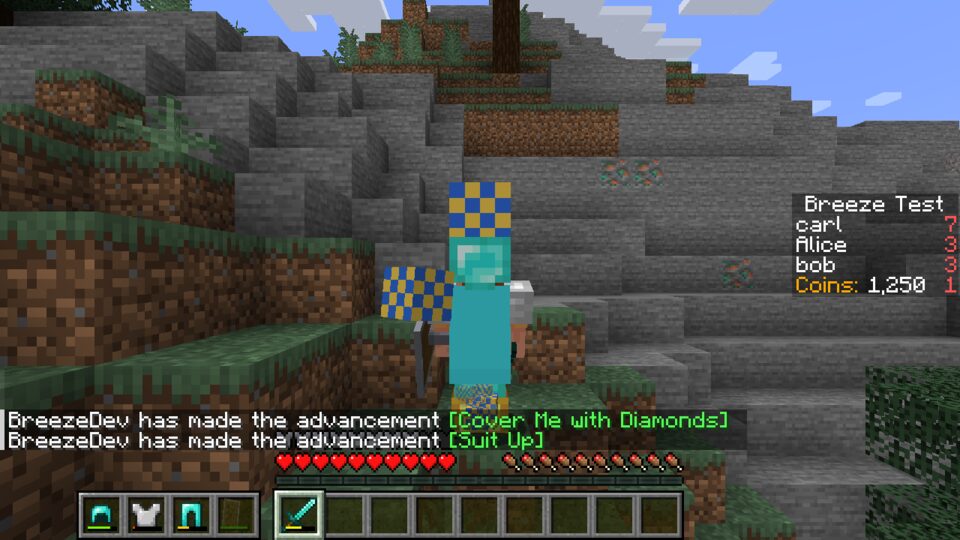 Breeze Test
carl 7
Alice 3
bob 3
Coins: 1,250 1
BreezeDev has made the advancement [Cover Me with Diamonds]
BreezeDev has made the advancement [Suit Up]